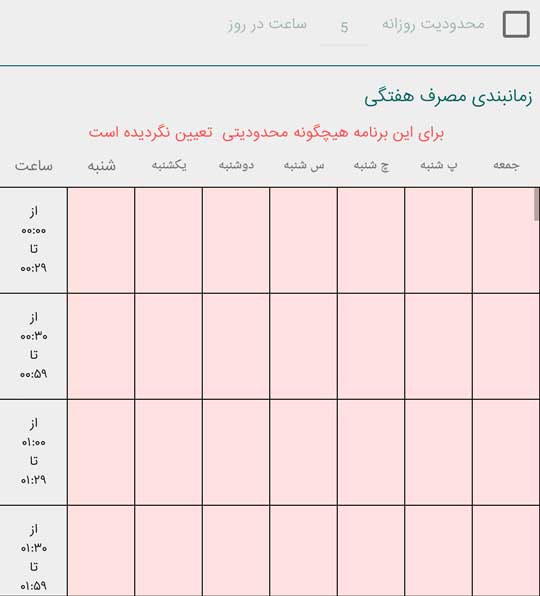 محدودیت روزانه 5 ساعت در روز
زمانبندی مصرف هفتگی
برای این برنامه هیچگونه محدودیتی تعیین نگردیده است
جمعه پ شنبه چ شنبه س شنبه دوشنبه یکشنبه شنبه ساعت
از
۰۰:۰۰
تا
۰۰:۲۹
از
۰۰:۳۰
تا
۰۰:۵۹
از
۰۱:۰۰
تا
۰۱:۲۹
از
۰۱:۳۰
تا
۰۱:۵۹